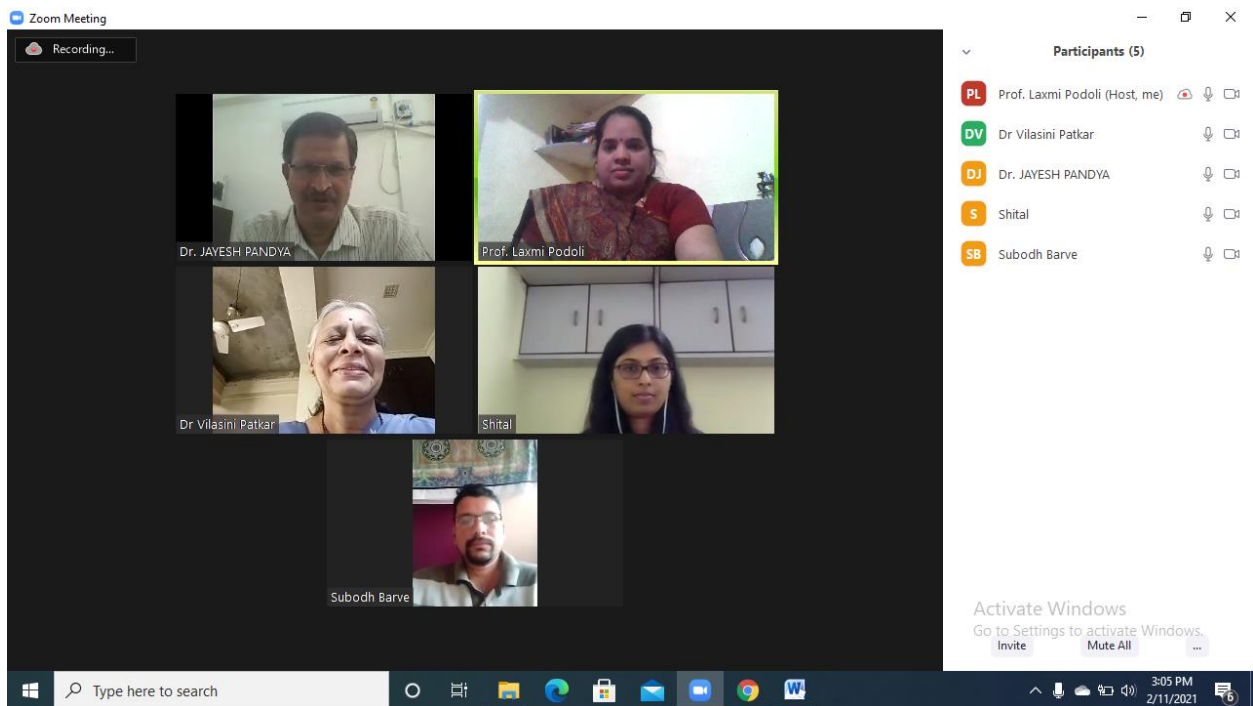 Zoom Meeting
Recording...
Participants (5)
Dr. JAYESH PANDYA
Prof. Laxmi Podoli
Dr Vilasini Patkar
Shital
Subodh Barve
PL Prof. Laxmi Podoli (Host, me)
DV Dr Vilasini Patkar
DJ Dr. JAYESH PANDYA
S Shital
SB Subodh Barve
Activate Windows
Go to Settings to activate Windows.
Invite Mute All ...
Type here to search
W
3:05 PM
2/11/2021
6